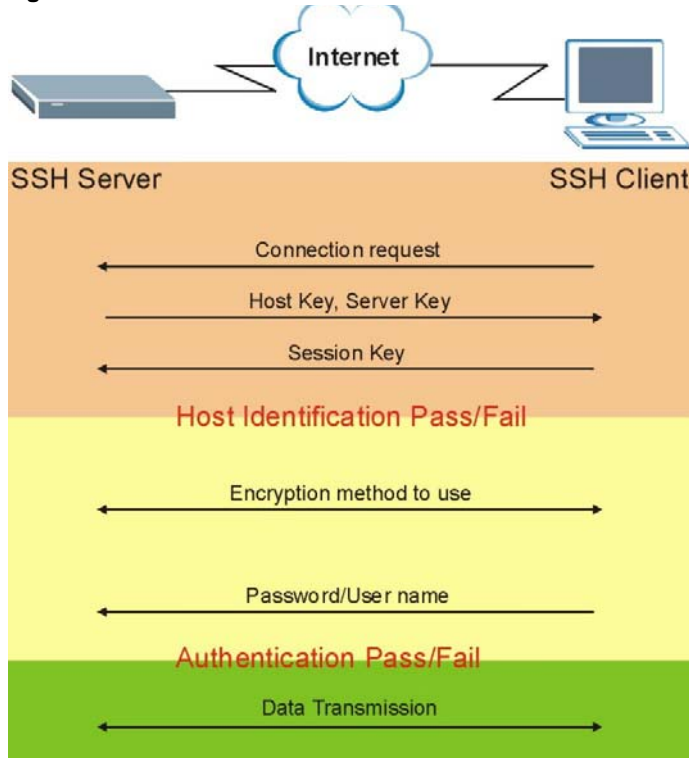 Internet
SSH Server
SSH Client
Connection request
Host Key, Server Key
Session Key
Host Identification Pass/Fail
Encryption method to use
Password/User name
Authentication Pass/Fail
Data Transmission